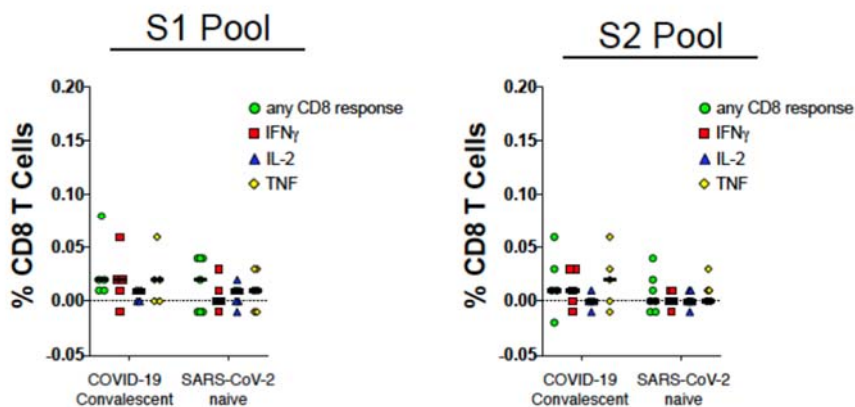 S1 Pool
% CD8 T Cells
0.20
0.15
0.10
0.05
0.00
-0.05
any CD8 response
IFNγ
IL-2
TNF
COVID-19
Convalescent
SARS-CoV-2
naive
S2 Pool
% CD8 T Cells
0.20
0.15
0.10
0.05
0.00
-0.05
any CD8 response
IFNγ
IL-2
TNF
COVID-19
Convalescent
SARS-CoV-2
naive